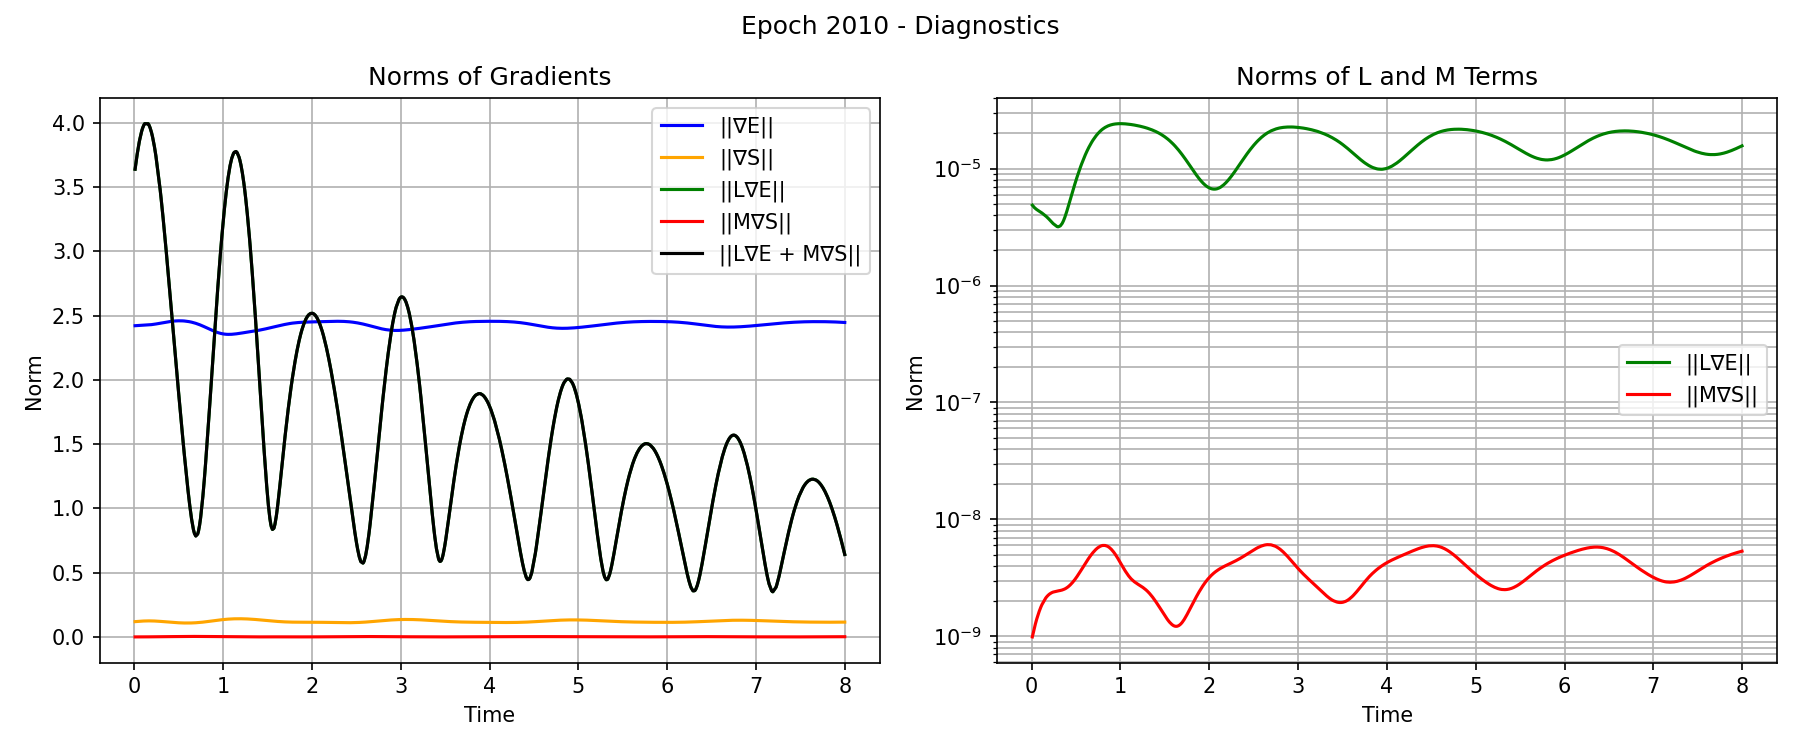 Epoch 2010 - Diagnostics
Norms of Gradients
Norm
4.0
3.5
3.0
2.5
2.0
1.5
1.0
0.5
0.0
||∇E||
||∇S||
||L∇E||
||M∇S||
||L∇E + M∇S||
0 1 2 3 4 5 6 7 8
Time
Norms of L and M Terms
Norm
10⁻⁵
10⁻⁶
10⁻⁷
10⁻⁸
10⁻⁹
||L∇E||
||M∇S||
0 1 2 3 4 5 6 7 8
Time